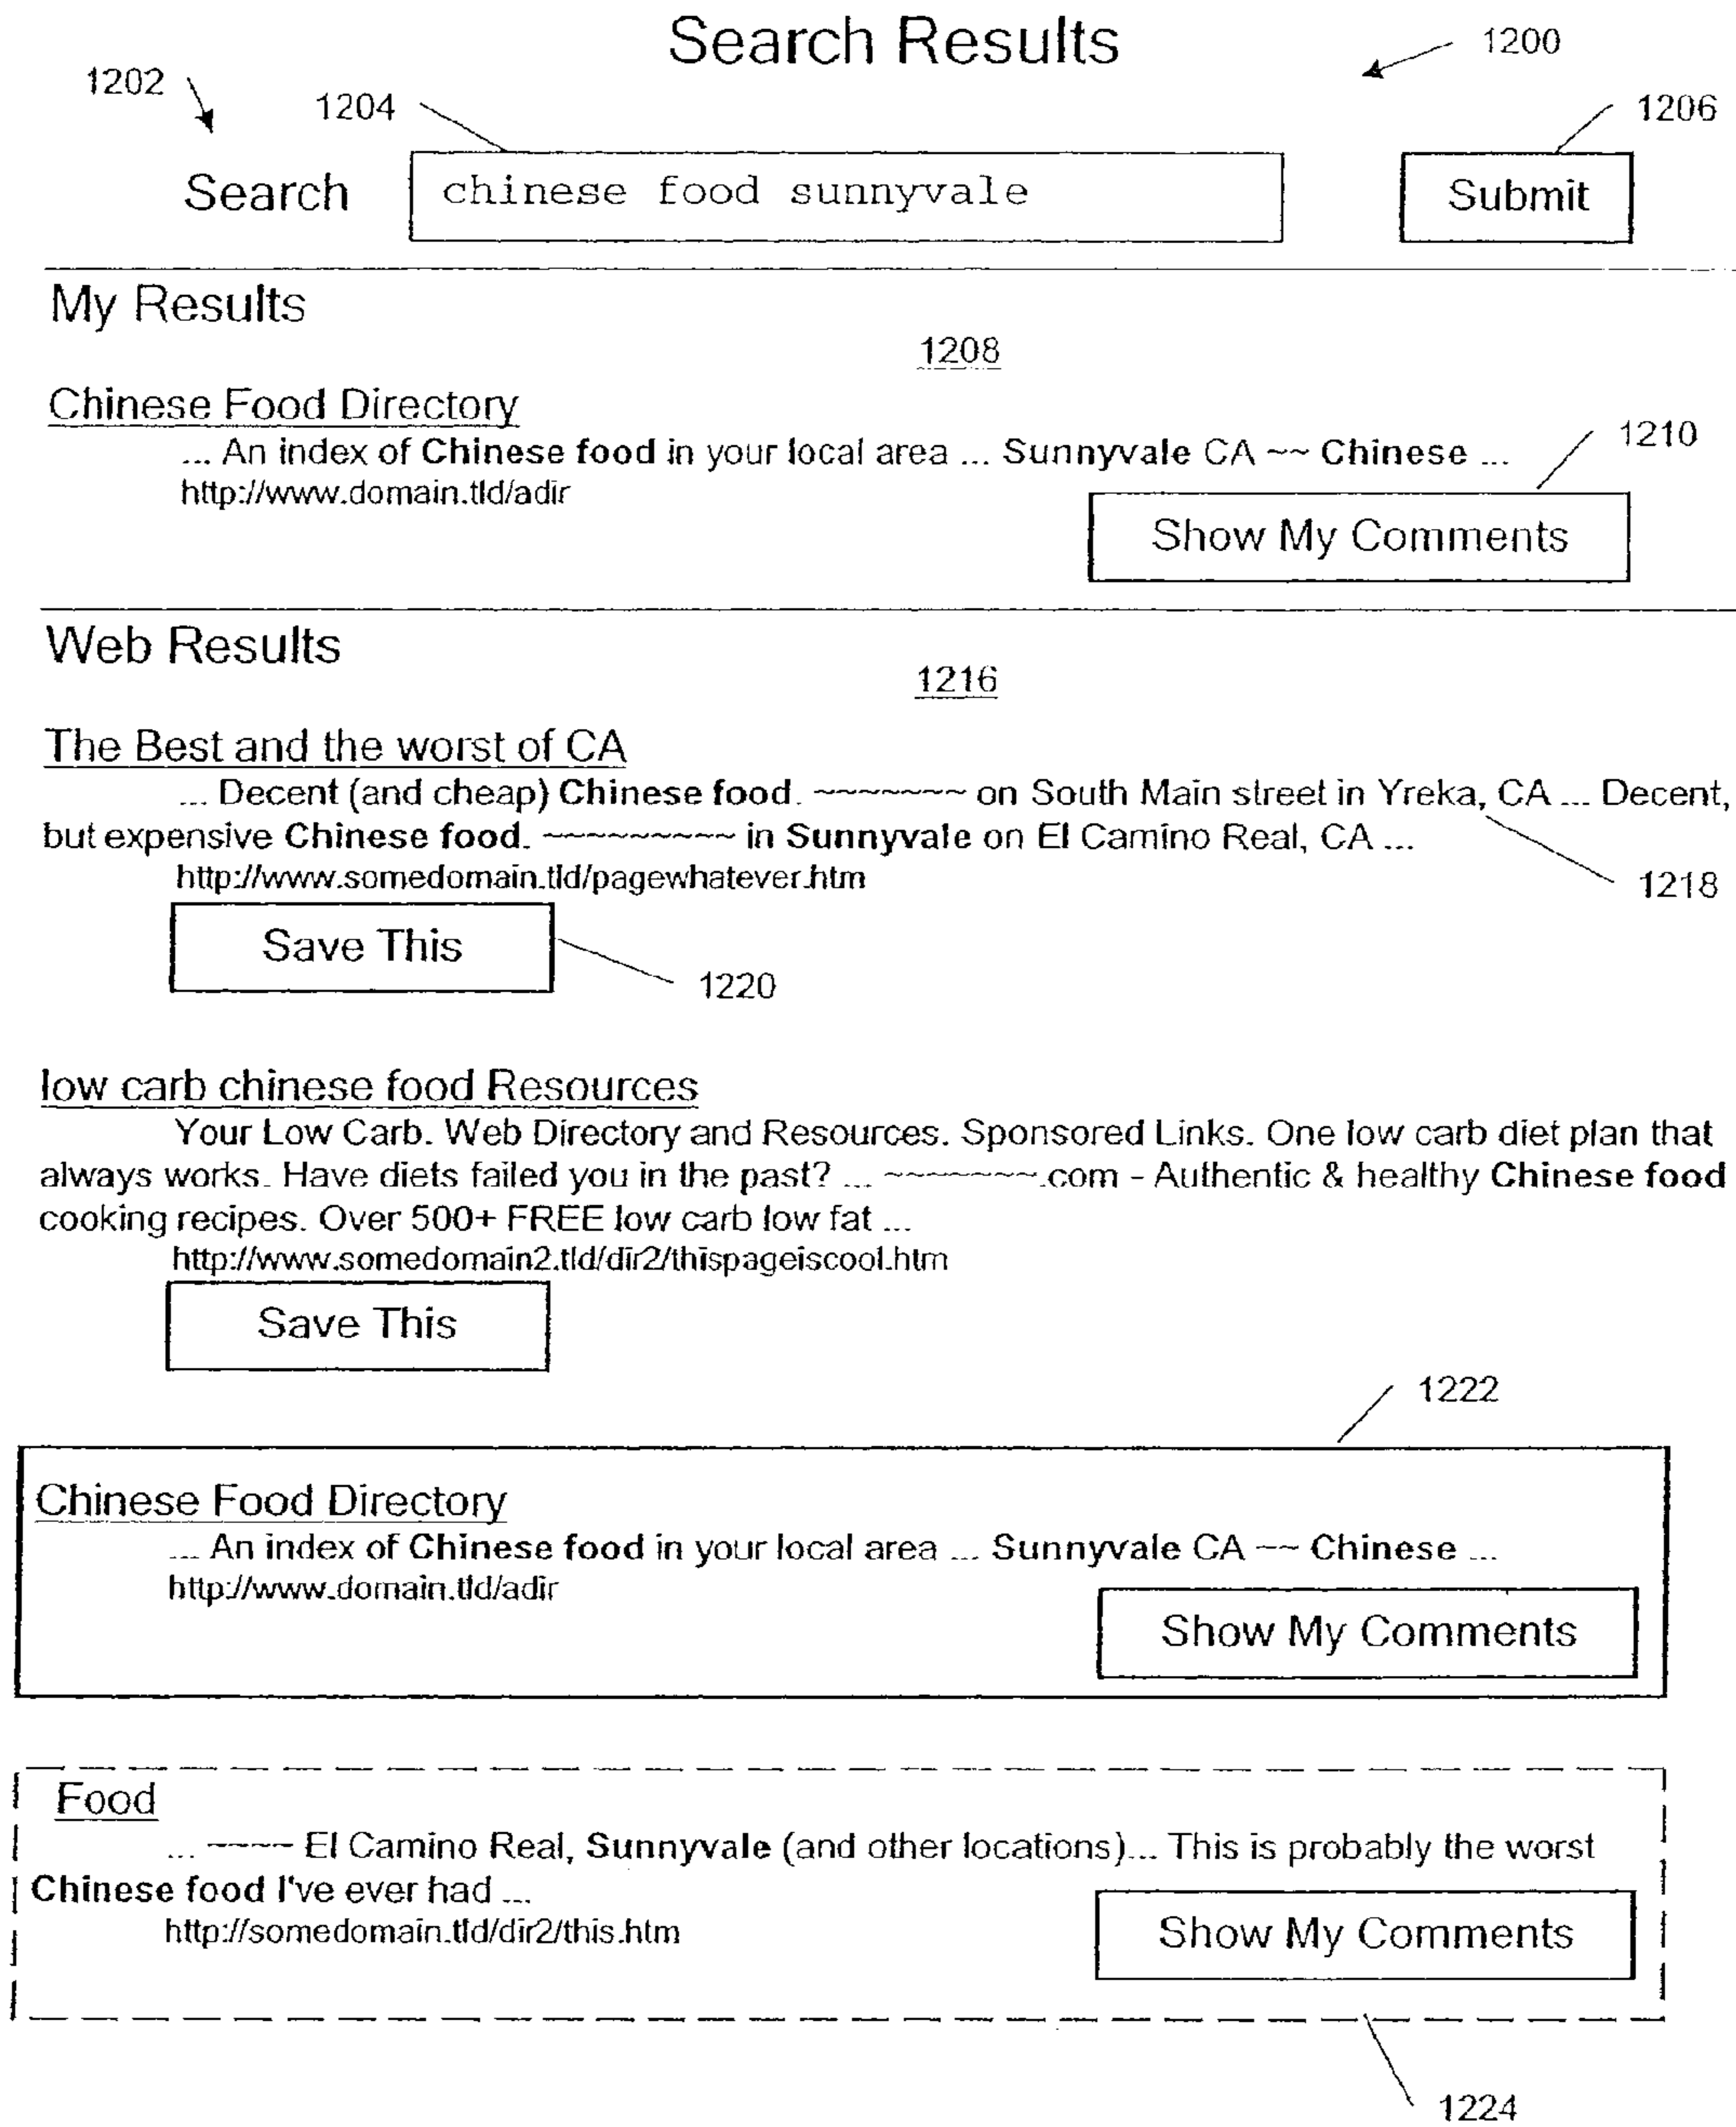 Search Results
1200
1202
1204
1206
Search
chinese food sunnyvale
Submit
My Results
1208
Chinese Food Directory
... An index of Chinese food in your local area ... Sunnyvale CA ~~ Chinese ...
1210
http://www.domain.tld/adir
Show My Comments
Web Results
1216
The Best and the worst of CA
... Decent (and cheap) Chinese food. ~~~~~~~ on South Main street in Yreka, CA ... Decent,
but expensive Chinese food. ~~~~~~~~~ in Sunnyvale on El Camino Real, CA ...
http://www.somedomain.tld/pagewhatever.htm
1218
Save This
1220
low carb chinese food Resources
Your Low Carb. Web Directory and Resources. Sponsored Links. One low carb diet plan that
always works. Have diets failed you in the past? ... ~~~~~~~.com - Authentic & healthy Chinese food
cooking recipes. Over 500+ FREE low carb low fat ...
http://www.somedomain2.tld/dir2/thispageiscool.htm
Save This
1222
Chinese Food Directory
... An index of Chinese food in your local area ... Sunnyvale CA ~~ Chinese ...
http://www.domain.tld/adir
Show My Comments
Food
... ~~~~ El Camino Real, Sunnyvale (and other locations)... This is probably the worst
Chinese food I've ever had ...
http://somedomain.tld/dir2/this.htm
Show My Comments
1224